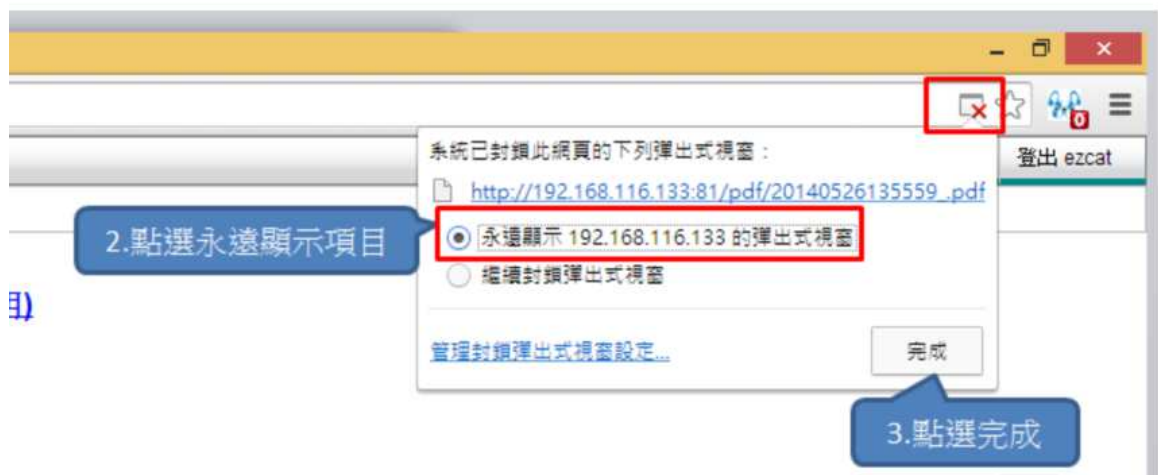 0
登出 ezcat
系統已封鎖此網頁的下列彈出式視窗：
http://192.168.116.133:81/pdf/20140526135559_.pdf
2.點選永遠顯示項目
永遠顯示 192.168.116.133 的彈出式視窗
繼續封鎖彈出式視窗
管理封鎖彈出式視窗設定...
完成
3.點選完成